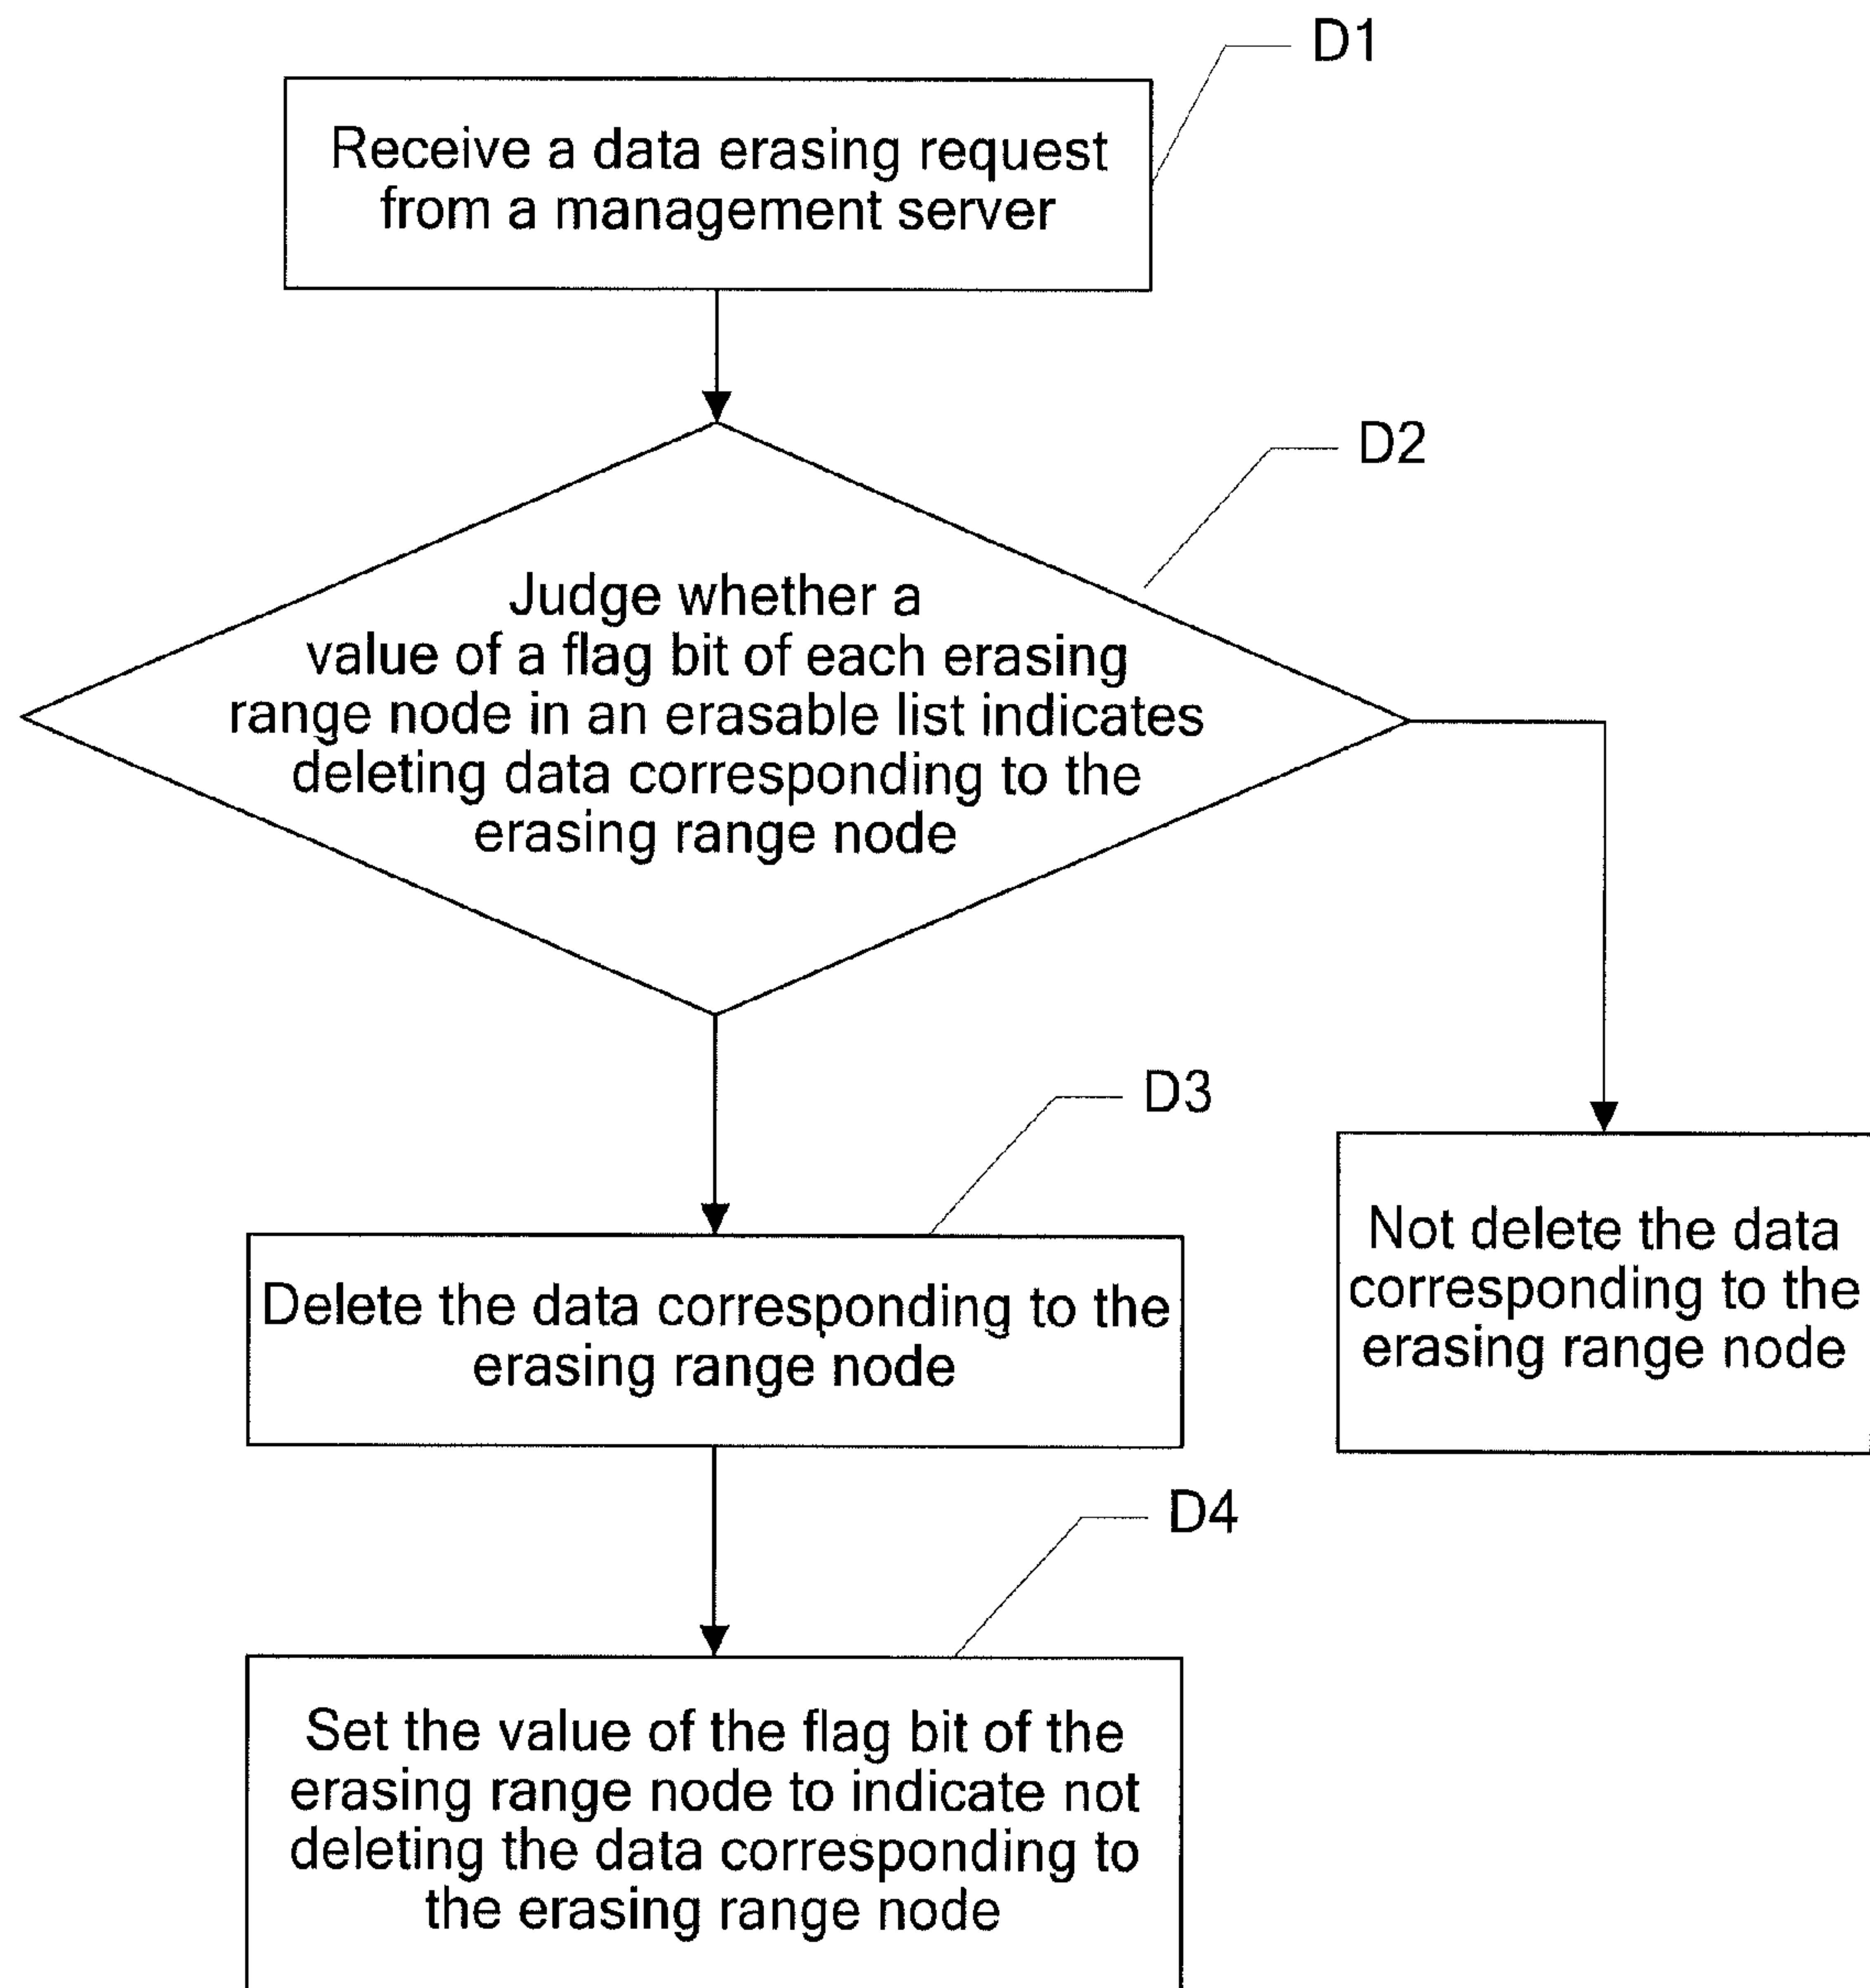 D1
Receive a data erasing request
from a management server
D2
Judge whether a
value of a flag bit of each erasing
range node in an erasable list indicates
deleting data corresponding to the
erasing range node
D3
Delete the data corresponding to the
erasing range node
Not delete the data
corresponding to the
erasing range node
D4
Set the value of the flag bit of the
erasing range node to indicate not
deleting the data corresponding to
the erasing range node